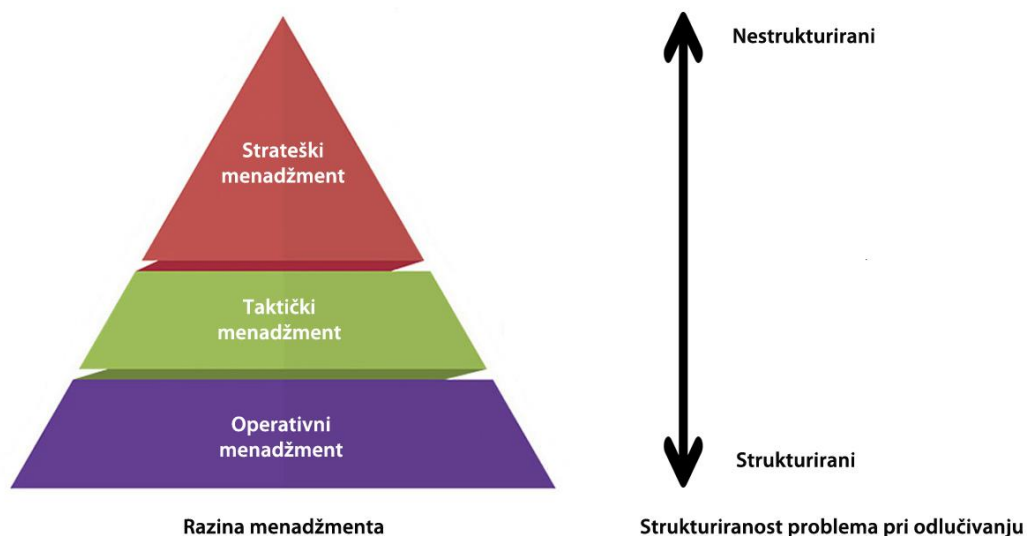 Nestrukturirani
Strateški
menadžment
Taktički
menadžment
Operativni
menadžment
Strukturirani
Razina menadžmenta
Strukturiranost problema pri odlučivanju